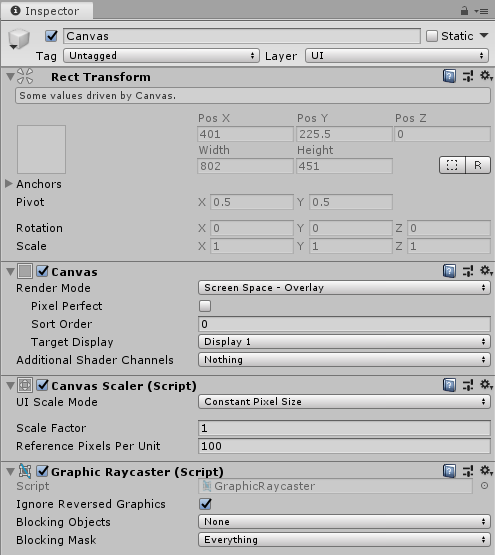 Inspector
Canvas Static
Tag Untagged Layer UI
Rect Transform
Some values driven by Canvas.
Pos X Pos Y Pos Z
401 225.5 0
Width Height
802 451 R
Anchors
Pivot X 0.5 Y 0.5
Rotation X 0 Y 0 Z 0
Scale X 1 Y 1 Z 1
Canvas
Render Mode Screen Space - Overlay
Pixel Perfect
Sort Order 0
Target Display Display 1
Additional Shader Channels Nothing
Canvas Scaler (Script)
UI Scale Mode Constant Pixel Size
Scale Factor 1
Reference Pixels Per Unit 100
Graphic Raycaster (Script)
Script GraphicRaycaster
Ignore Reversed Graphics
Blocking Objects None
Blocking Mask Everything